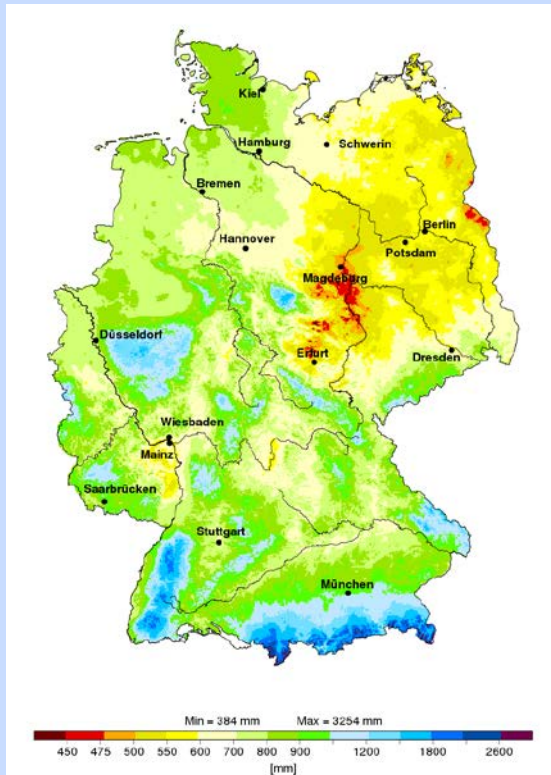 Kiel
Hamburg
Schwerin
Bremen
Berlin
Hannover
Potsdam
Magdeburg
Düsseldorf
Dresden
Erfurt
Wiesbaden
Mainz
Saarbrücken
Stuttgart
München
Min = 384 mm Max = 3254 mm
450 475 500 550 600 700 800 900 1200 1800 2600
[mm]